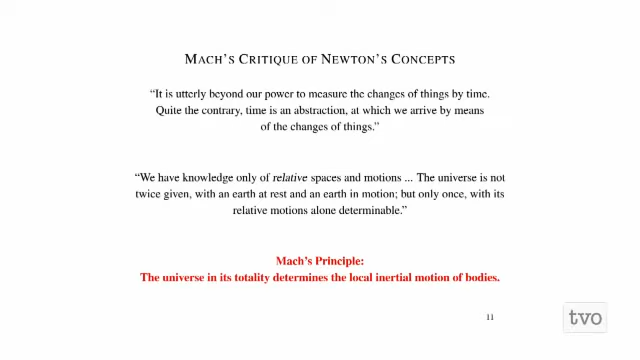 MACH'S CRITIQUE OF NEWTON'S CONCEPTS
“It is utterly beyond our power to measure the changes of things by time.
Quite the contrary, time is an abstraction, at which we arrive by means
of the changes of things.”
“We have knowledge only of relative spaces and motions ... The universe is not
twice given, with an earth at rest and an earth in motion; but only once, with its
relative motions alone determinable.”
Mach's Principle:
The universe in its totality determines the local inertial motion of bodies.
11
tvo